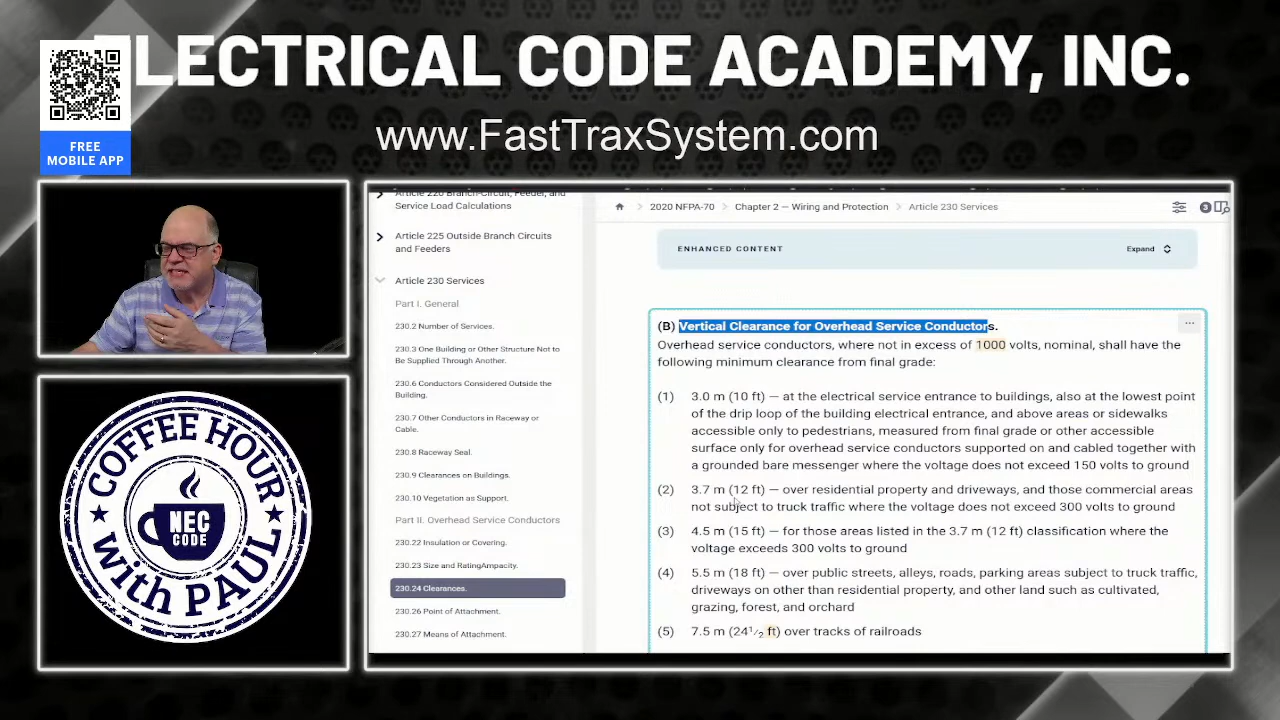 ELECTRICAL CODE ACADEMY, INC.
www.FastTraxSystem.com
FREE
MOBILE APP
Article 220 Branch-Circuit, Feeder, and
Service Load Calculations
Article 225 Outside Branch Circuits
and Feeders
Article 230 Services
Part I. General
230.2 Number of Services.
230.3 One Building or Other Structure Not to
Be Supplied Through Another.
230.6 Conductors Considered Outside the
Building.
230.7 Other Conductors in Raceway or
Cable.
230.8 Raceway Seal.
230.9 Clearances on Buildings.
230.10 Vegetation as Support.
Part II. Overhead Service Conductors
230.22 Insulation or Covering.
230.23 Size and RatingAmpacity.
230.24 Clearances.
230.26 Point of Attachment.
230.27 Means of Attachment.
2020 NFPA-70 > Chapter 2 — Wiring and Protection > Article 230 Services
3
ENHANCED CONTENT
Expand
(B) Vertical Clearance for Overhead Service Conductors.
Overhead service conductors, where not in excess of 1000 volts, nominal, shall have the
following minimum clearance from final grade:
(1) 3.0 m (10 ft) — at the electrical service entrance to buildings, also at the lowest point
of the drip loop of the building electrical entrance, and above areas or sidewalks
accessible only to pedestrians, measured from final grade or other accessible
surface only for overhead service conductors supported on and cabled together with
a grounded bare messenger where the voltage does not exceed 150 volts to ground
(2) 3.7 m (12 ft) — over residential property and driveways, and those commercial areas
not subject to truck traffic where the voltage does not exceed 300 volts to ground
(3) 4.5 m (15 ft) — for those areas listed in the 3.7 m (12 ft) classification where the
voltage exceeds 300 volts to ground
(4) 5.5 m (18 ft) — over public streets, alleys, roads, parking areas subject to truck traffic,
driveways on other than residential property, and other land such as cultivated,
grazing, forest, and orchard
(5) 7.5 m (24 1/2 ft) over tracks of railroads
COFFEE HOUR
NEC
CODE
with PAUL